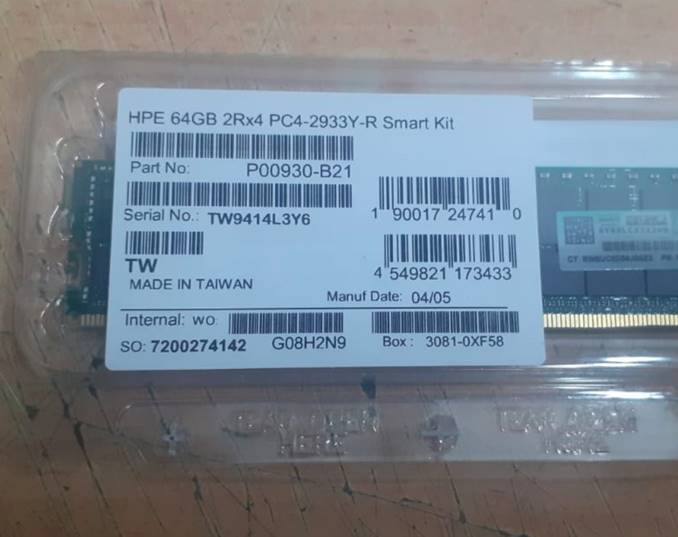 HPE 64GB 2Rx4 PC4-2933Y-R Smart Kit
Part No: P00930-B21
Serial No.: TW9414L3Y6
1 90017 24741 0
TW
MADE IN TAIWAN
4 549821 173433
Manuf Date: 04/05
Internal: WO:
SO: 7200274142 G08H2N9
Box: 3081-0XF58
HERE